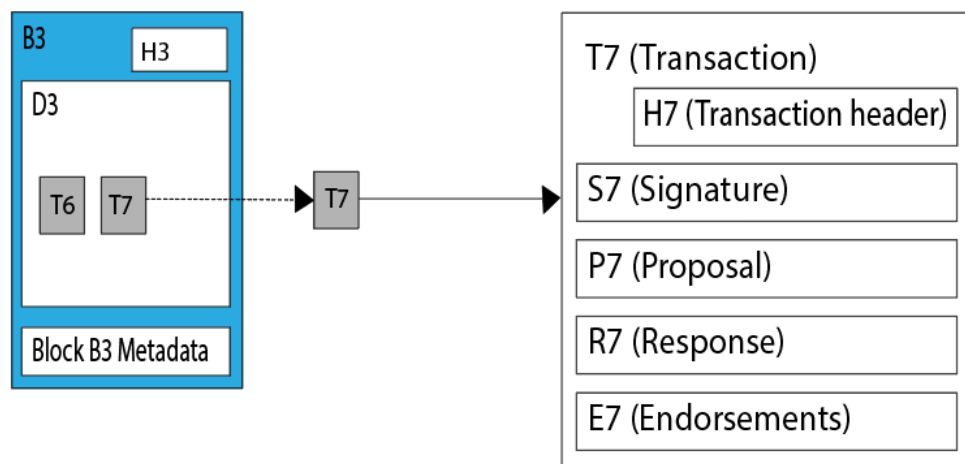 B3
H3
D3
T6
T7
Block B3 Metadata
T7
T7 (Transaction)
H7 (Transaction header)
S7 (Signature)
P7 (Proposal)
R7 (Response)
E7 (Endorsements)